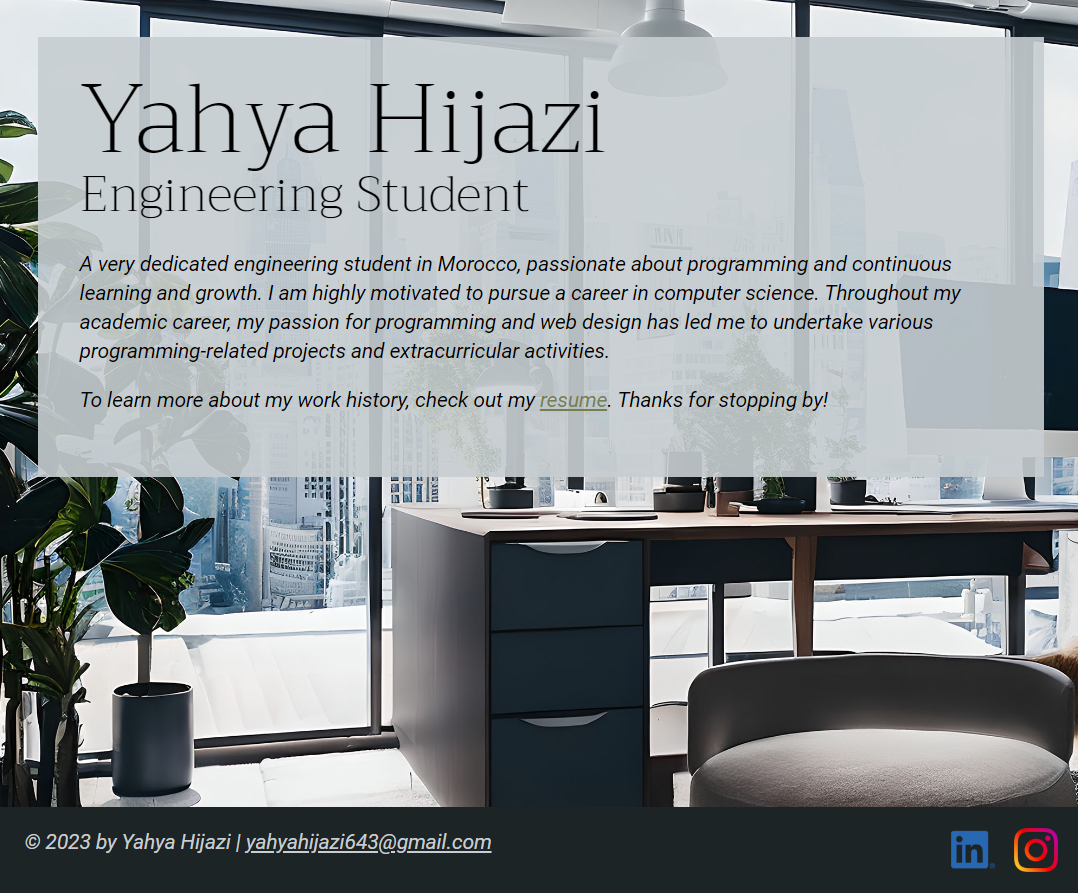 Yahya Hijazi
Engineering Student
A very dedicated engineering student in Morocco, passionate about programming and continuous
learning and growth. I am highly motivated to pursue a career in computer science. Throughout my
academic career, my passion for programming and web design has led me to undertake various
programming-related projects and extracurricular activities.
To learn more about my work history, check out my resume. Thanks for stopping by!
© 2023 by Yahya Hijazi | yahyahijazi643@gmail.com
in